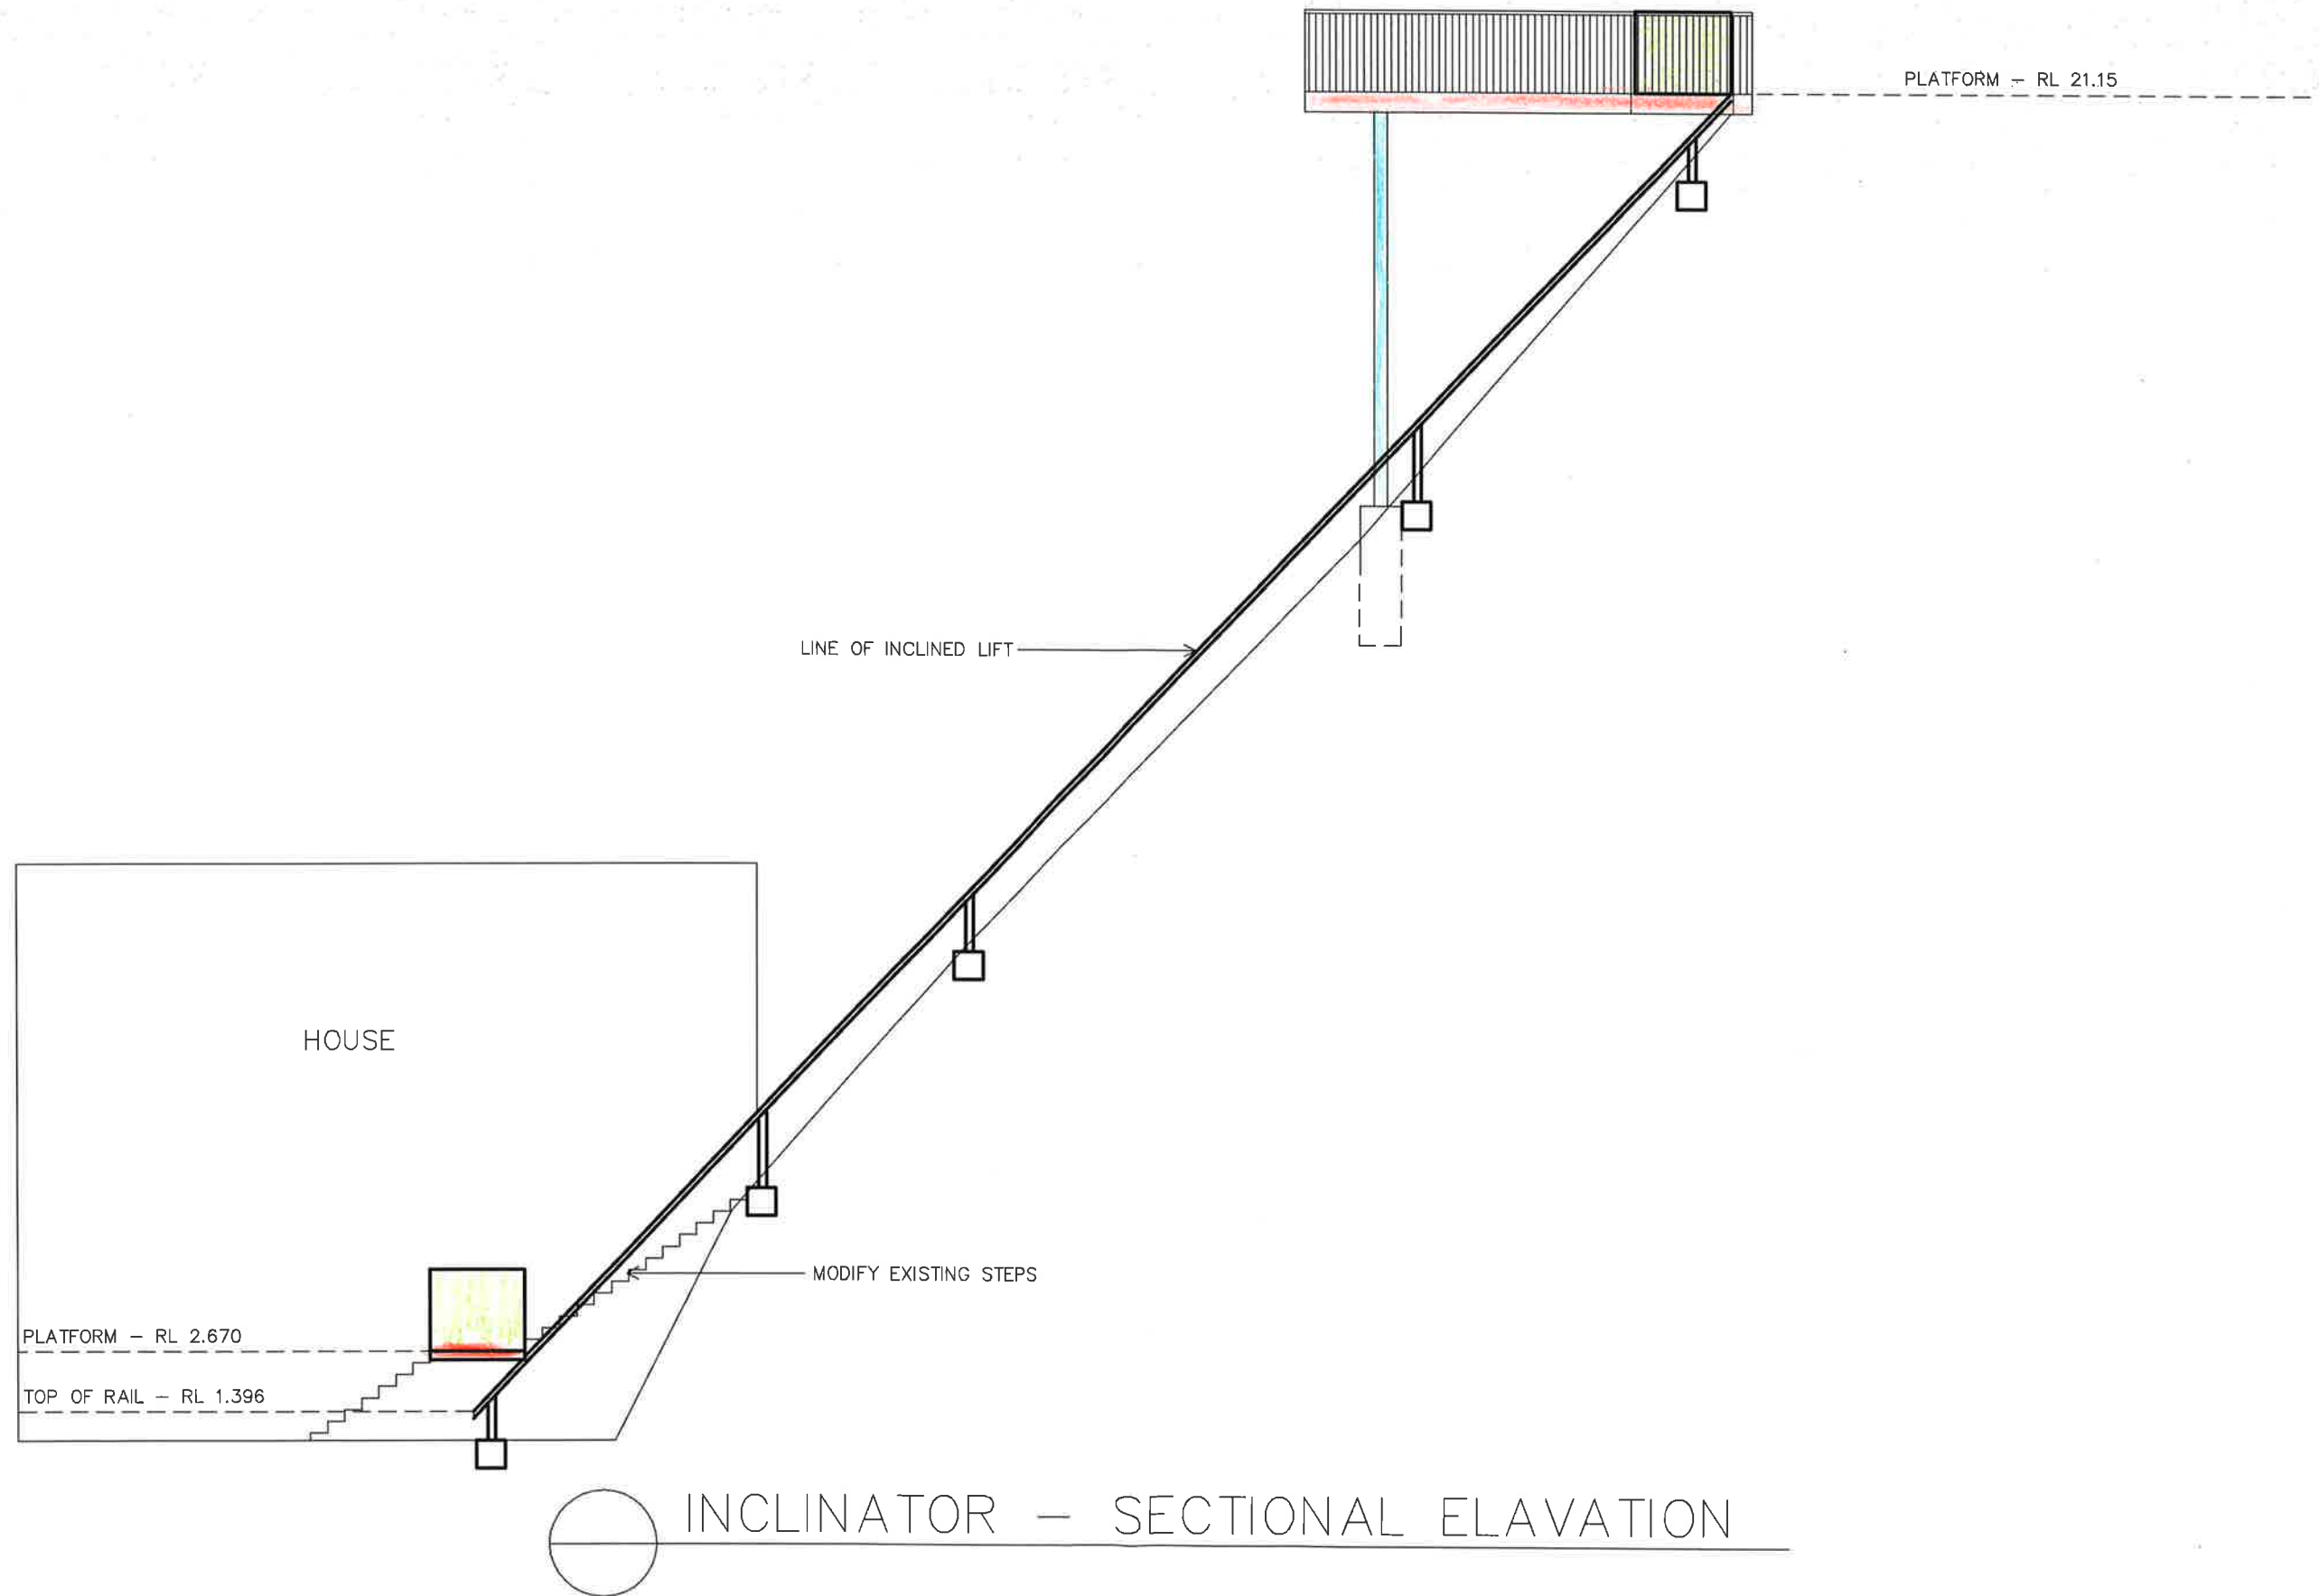 PLATFORM – RL 21.15
LINE OF INCLINED LIFT
HOUSE
MODIFY EXISTING STEPS
PLATFORM – RL 2.670
TOP OF RAIL – RL 1.396
INCLINATOR – SECTIONAL ELAVATION